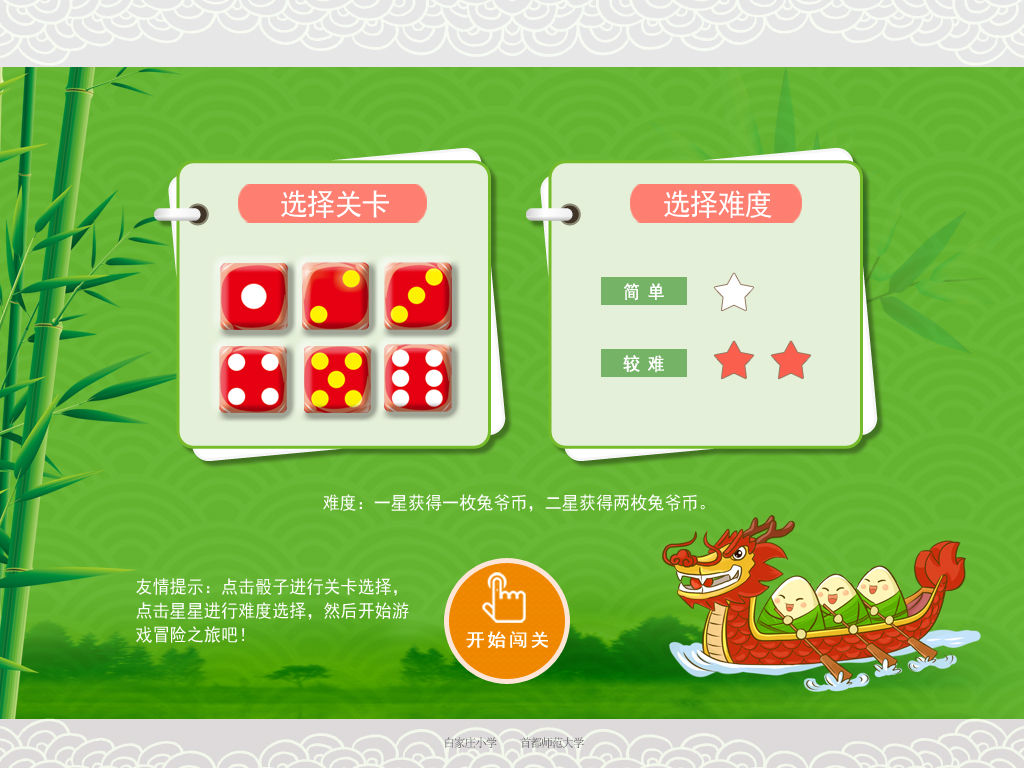 选择关卡
选择难度
简 单
较 难
难度：一星获得一枚兔爷币，二星获得两枚兔爷币。
友情提示：点击骰子进行关卡选择，
点击星星进行难度选择，然后开始游
戏冒险之旅吧！
开始闯关
白家庄小学 首都师范大学